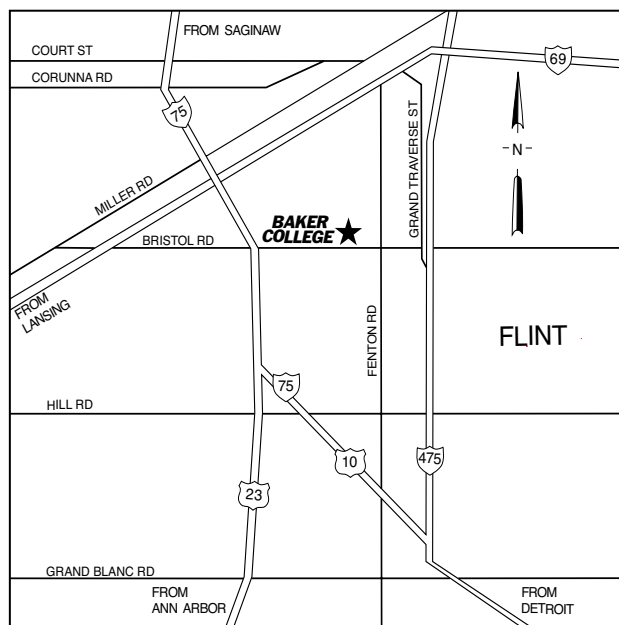 FROM SAGINAW
COURT ST
CORUNNA RD
69
75
GRAND TRAVERSE ST
-N-
MILLER RD
BAKER
COLLEGE
BRISTOL RD
FROM
LANSING
FENTON RD
FLINT
75
HILL RD
10
475
23
GRAND BLANC RD
FROM
ANN ARBOR
FROM
DETROIT